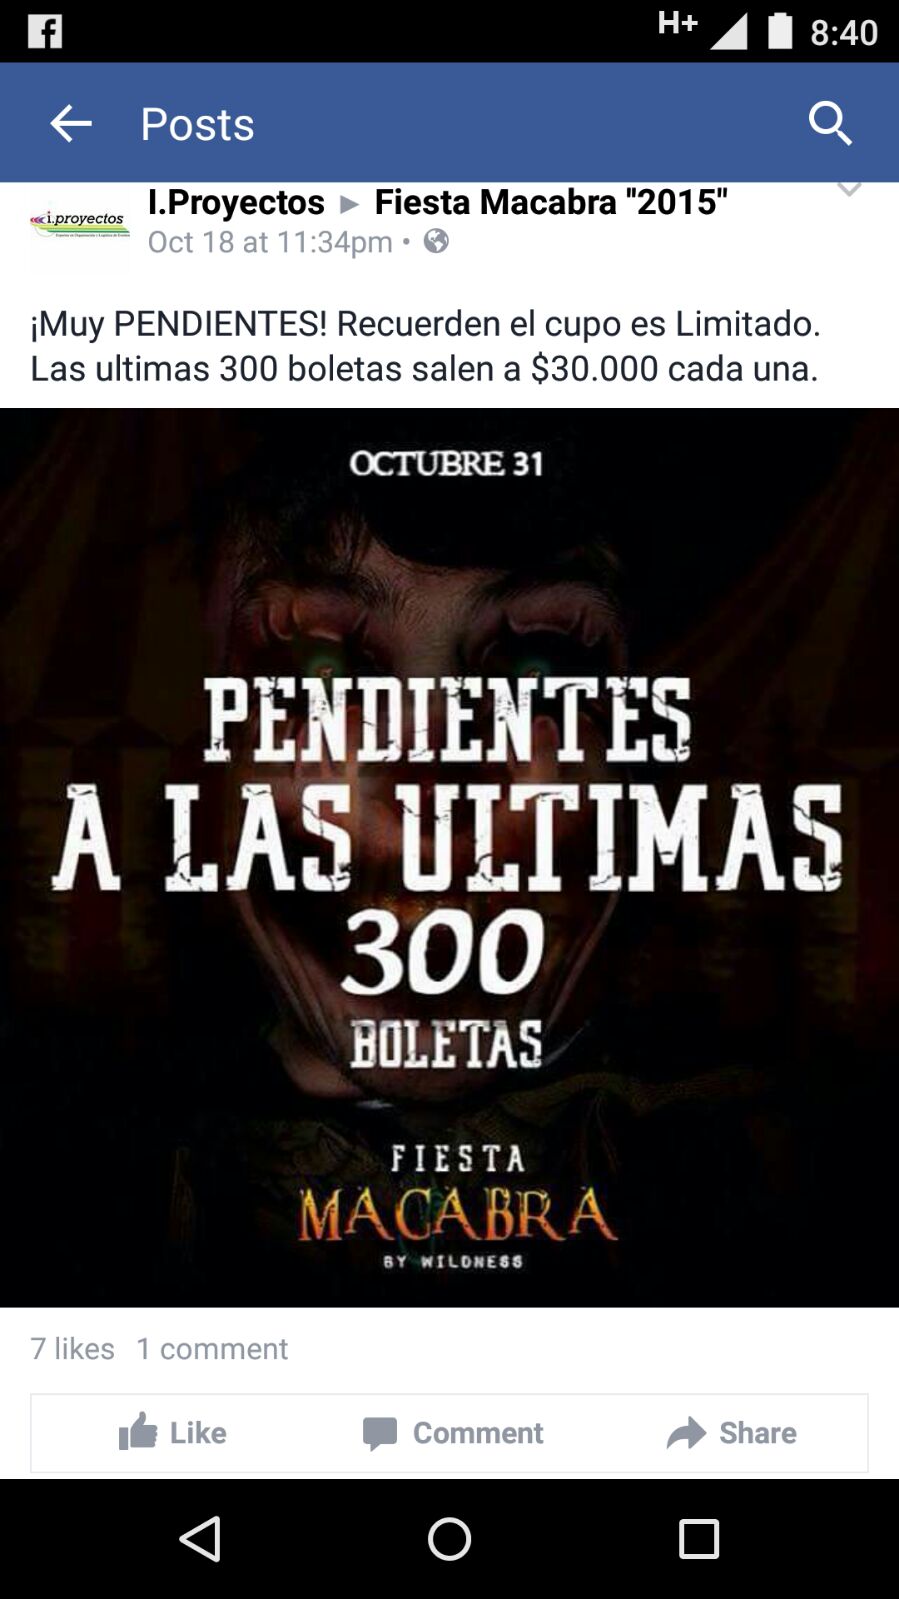 H+ 8:40
Posts
i.proyectos
I.Proyectos ▶ Fiesta Macabra "2015"
Oct 18 at 11:34pm •
¡Muy PENDIENTES! Recuerden el cupo es Limitado.
Las ultimas 300 boletas salen a $30.000 cada una.
OCTUBRE 31
PENDIENTES
A LAS ULTIMAS
300
BOLETAS
FIESTA
MACABRA
BY WILDNESS
7 likes 1 comment
Like Comment Share